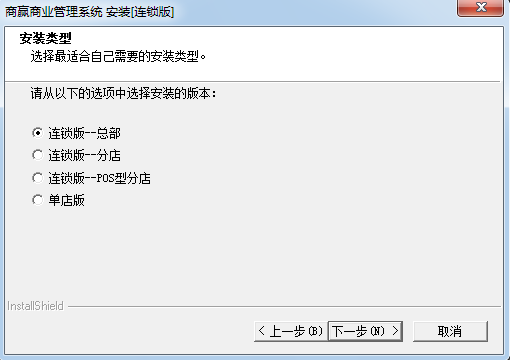 商赢商业管理系统 安装[连锁版]
安装类型
选择最适合自己需要的安装类型。
请从以下的选项中选择安装的版本：
连锁版--总部
连锁版--分店
连锁版--POS型分店
单店版
InstallShield
< 上一步(B) 下一步(N) > 取消